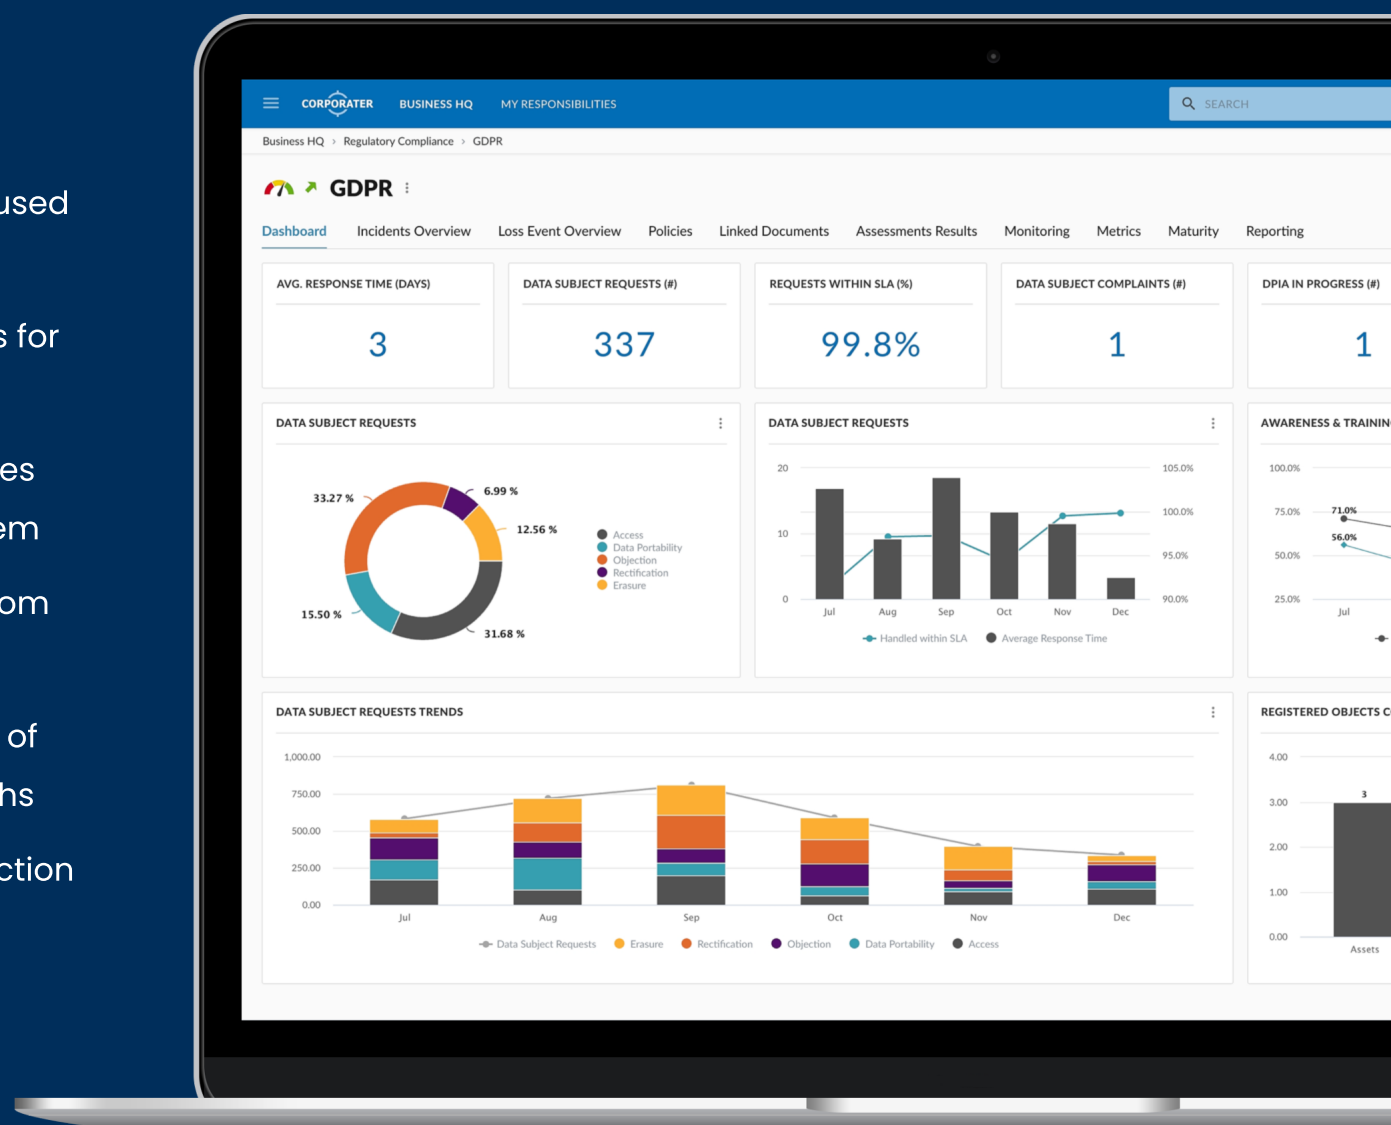 used
s for
es
em
om
of
hs
ction
CORPORATER BUSINESS HQ MY RESPONSIBILITIES SEARCH
Business HQ > Regulatory Compliance > GDPR
GDPR
Dashboard Incidents Overview Loss Event Overview Policies Linked Documents Assessments Results Monitoring Metrics Maturity Reporting
AVG. RESPONSE TIME (DAYS)
3
DATA SUBJECT REQUESTS (#)
337
REQUESTS WITHIN SLA (%)
99.8%
DATA SUBJECT COMPLAINTS (#)
1
DPIA IN PROGRESS (#)
1
DATA SUBJECT REQUESTS
33.27 %
6.99 %
12.56 %
15.50 %
31.68 %
Access
Data Portability
Objection
Rectification
Erasure
DATA SUBJECT REQUESTS
20 105.0%
100.0%
10
95.0%
0 90.0%
Jul Aug Sep Oct Nov Dec
Handled within SLA Average Response Time
AWARENESS & TRAINING
100.0%
75.0% 71.0%
56.0%
50.0%
25.0%
Jul
DATA SUBJECT REQUESTS TRENDS
1,000.00
750.00
500.00
250.00
0.00
Jul Aug Sep Oct Nov Dec
Data Subject Requests Erasure Rectification Objection Data Portability Access
REGISTERED OBJECTS C
4.00
3
3.00
2.00
1.00
0.00
Assets